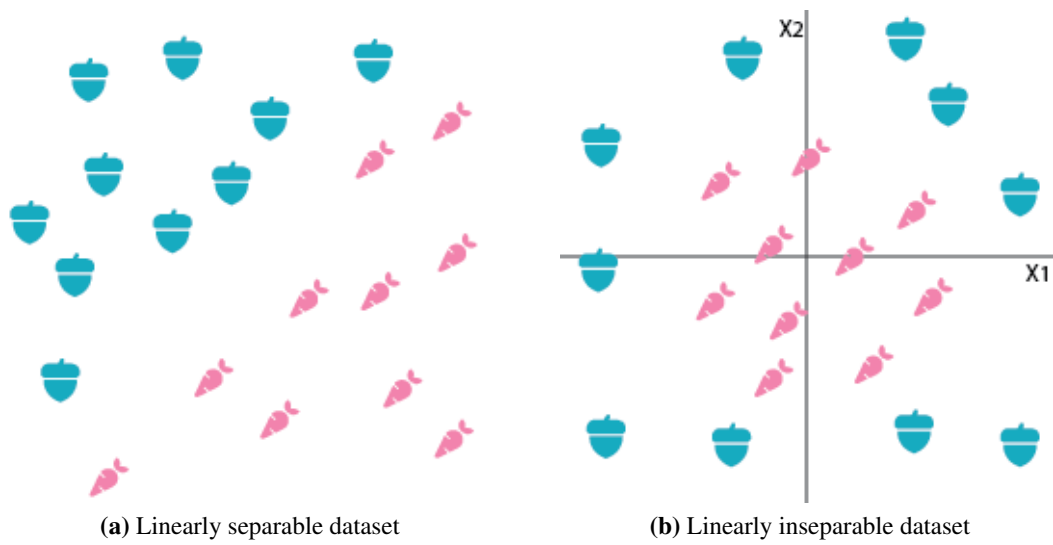 X2
X1
(a) Linearly separable dataset
(b) Linearly inseparable dataset